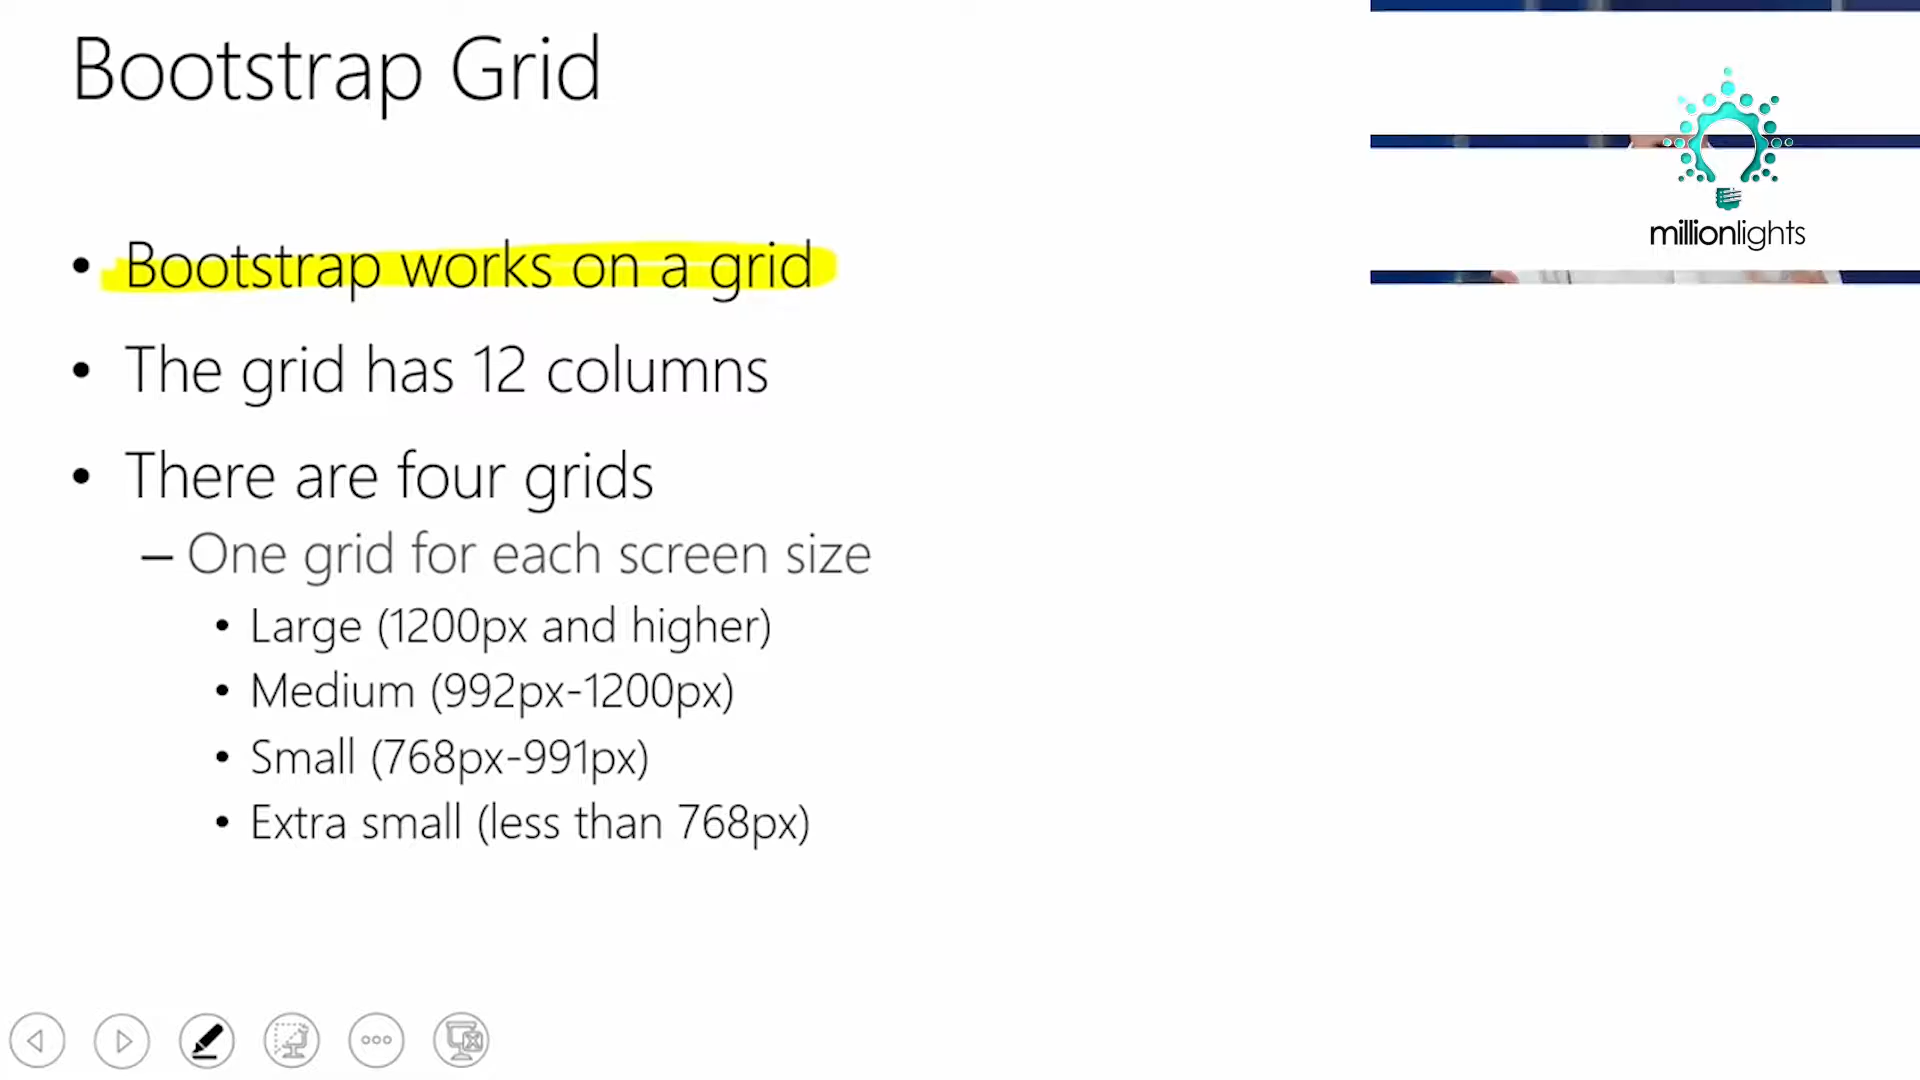 Bootstrap Grid
millionlights
• Bootstrap works on a grid
• The grid has 12 columns
• There are four grids
– One grid for each screen size
• Large (1200px and higher)
• Medium (992px-1200px)
• Small (768px-991px)
• Extra small (less than 768px)